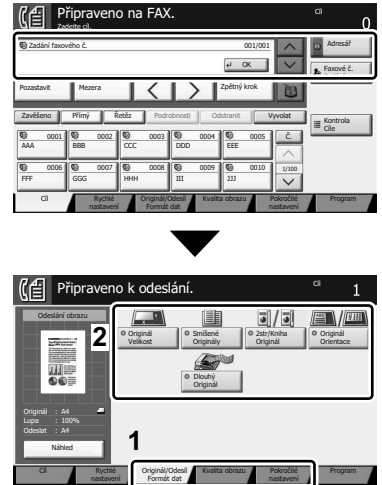 Připraveno na FAX.
Zadejte cíl.
Cíl
0
Zadání faxového č.
001/001
OK
Adresář
Faxové č.
Pozastavit
Mezera
Zpětný krok
Zavěšeno
Přímý
Řetěz
Podrobnosti
Odstranit
Vyvolat
Kontrola
Cíle
0001
AAA
0002
BBB
0003
CCC
0004
DDD
0005
EEE
Č.
0006
FFF
0007
GGG
0008
HHH
0009
III
0010
JJJ
1/100
Cíl
Rychlé
nastavení
Originál/Odesíl
Formát dat
Kvalita obrazu
Pokročilé
nastavení
Program
Připraveno k odeslání.
Cíl
1
Odeslání obrazu
2
Originál
Velikost
Smíšené
Originály
2str/Kniha
Originál
Originál
Orientace
Dlouhý
Originál
Originál : A4
Lupa : 100%
Odeslat : A4
Náhled
1
Cíl
Rychlé
nastavení
Originál/Odesíl
Formát dat
Kvalita obrazu
Pokročilé
nastavení
Program